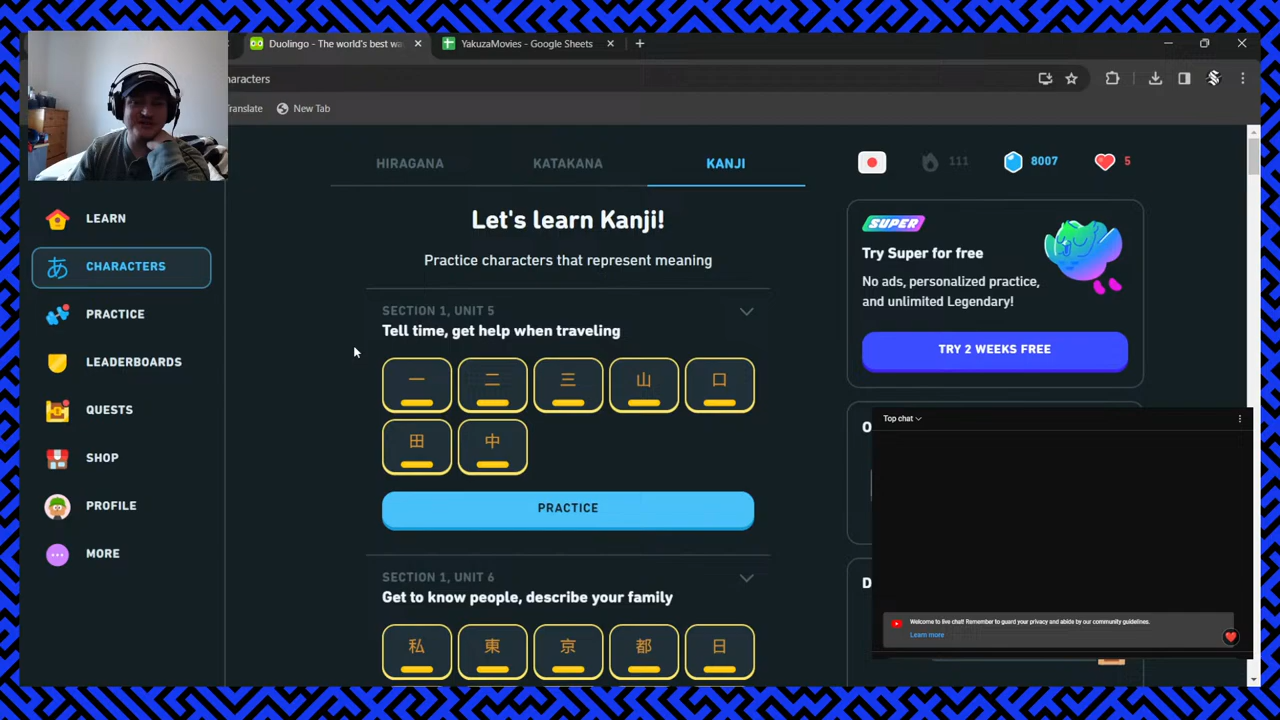 Duolingo - The world's best wa
YakuzaMovies - Google Sheets
haracters
Translate
New Tab
HIRAGANA
KATAKANA
KANJI
111
8007
5
Let's learn Kanji!
Practice characters that represent meaning
LEARN
CHARACTERS
PRACTICE
LEADERBOARDS
QUESTS
SHOP
PROFILE
MORE
SECTION 1, UNIT 5
Tell time, get help when traveling
一 二 三 山 口
田 中
PRACTICE
SECTION 1, UNIT 6
Get to know people, describe your family
私 東 京 都 日
SUPER
Try Super for free
No ads, personalized practice,
and unlimited Legendary!
TRY 2 WEEKS FREE
Top chat
Welcome to live chat! Remember to guard your privacy and abide by our community guidelines.
Learn more